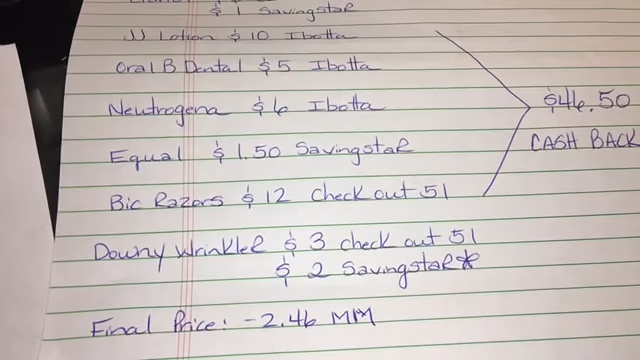 $1 Savingstar
JJ Lotion $10 Ibotta
Oral B Dental $5 Ibotta
Neutrogena $6 Ibotta
$46.50
CASH BACK
Equal $1.50 Savingstar
Bic Razors $12 Check out 51
Downy Wrinkler $3 check out 51
$2 Savingstar*
Final Price: -2.46 MM